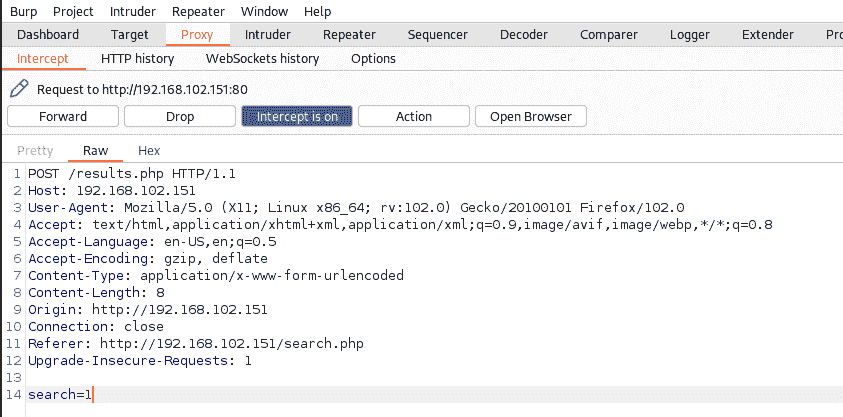 Burp Project Intruder Repeater Window Help
Dashboard Target Proxy Intruder Repeater Sequencer Decoder Comparer Logger Extender Pro
Intercept HTTP history WebSockets history Options
Request to http://192.168.102.151:80
Forward Drop Intercept is on Action Open Browser
Pretty Raw Hex
1 POST /results.php HTTP/1.1
2 Host: 192.168.102.151
3 User-Agent: Mozilla/5.0 (X11; Linux x86_64; rv:102.0) Gecko/20100101 Firefox/102.0
4 Accept: text/html,application/xhtml+xml,application/xml;q=0.9,image/avif,image/webp,*/*;q=0.8
5 Accept-Language: en-US,en;q=0.5
6 Accept-Encoding: gzip, deflate
7 Content-Type: application/x-www-form-urlencoded
8 Content-Length: 8
9 Origin: http://192.168.102.151
10 Connection: close
11 Referer: http://192.168.102.151/search.php
12 Upgrade-Insecure-Requests: 1
13
14 search=1